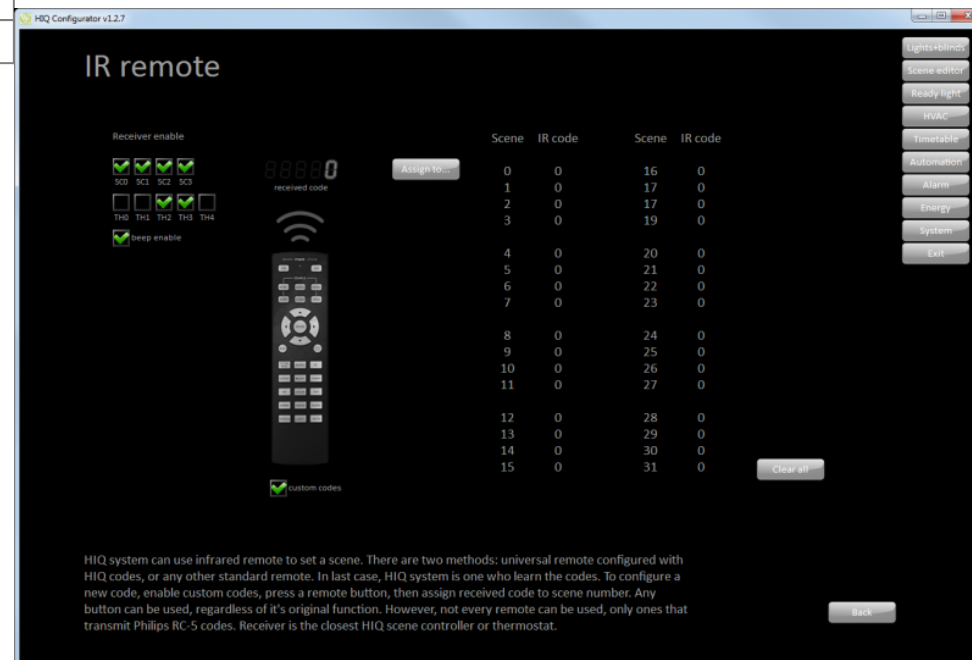 HIQ Configurator v1.2.7
IR remote
Lights+blinds
Scene editor
Ready light
HVAC
Timetable
Automation
Alarm
Energy
System
Exit
Receiver enable
SC0 SC1 SC2 SC3
TH0 TH1 TH2 TH3 TH4
beep enable
0
received code
Assign to...
custom codes
Scene IR code Scene IR code
0 0 16 0
1 0 17 0
2 0 17 0
3 0 19 0
4 0 20 0
5 0 21 0
6 0 22 0
7 0 23 0
8 0 24 0
9 0 25 0
10 0 26 0
11 0 27 0
12 0 28 0
13 0 29 0
14 0 30 0
15 0 31 0
Clear all
HIQ system can use infrared remote to set a scene. There are two methods: universal remote configured with
HIQ codes, or any other standard remote. In last case, HIQ system is one who learn the codes. To configure a
new code, enable custom codes, press a remote button, then assign received code to scene number. Any
button can be used, regardless of it's original function. However, not every remote can be used, only ones that
transmit Philips RC-5 codes. Receiver is the closest HIQ scene controller or thermostat.
Back